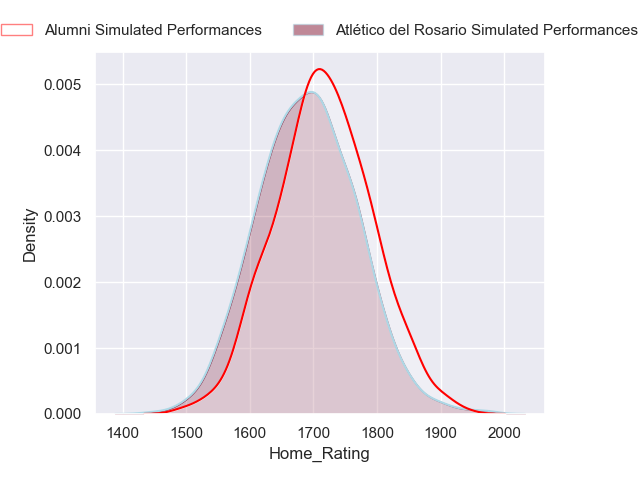 Alumni Simulated Performances
Atlético del Rosario Simulated Performances
0.005
0.004
0.003
0.002
0.001
0.000
Density
1400 1500 1600 1700 1800 1900 2000
Home_Rating